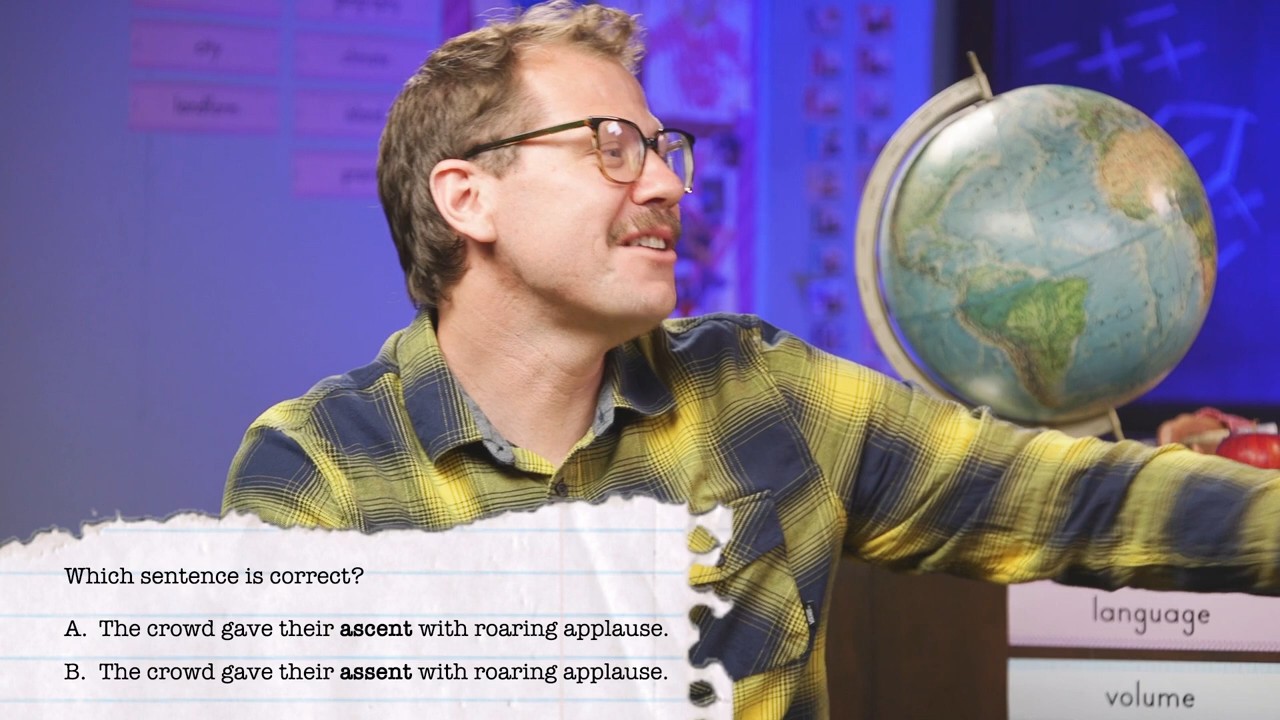 Which sentence is correct?
A. The crowd gave their ascent with roaring applause.
B. The crowd gave their assent with roaring applause.
language
volume